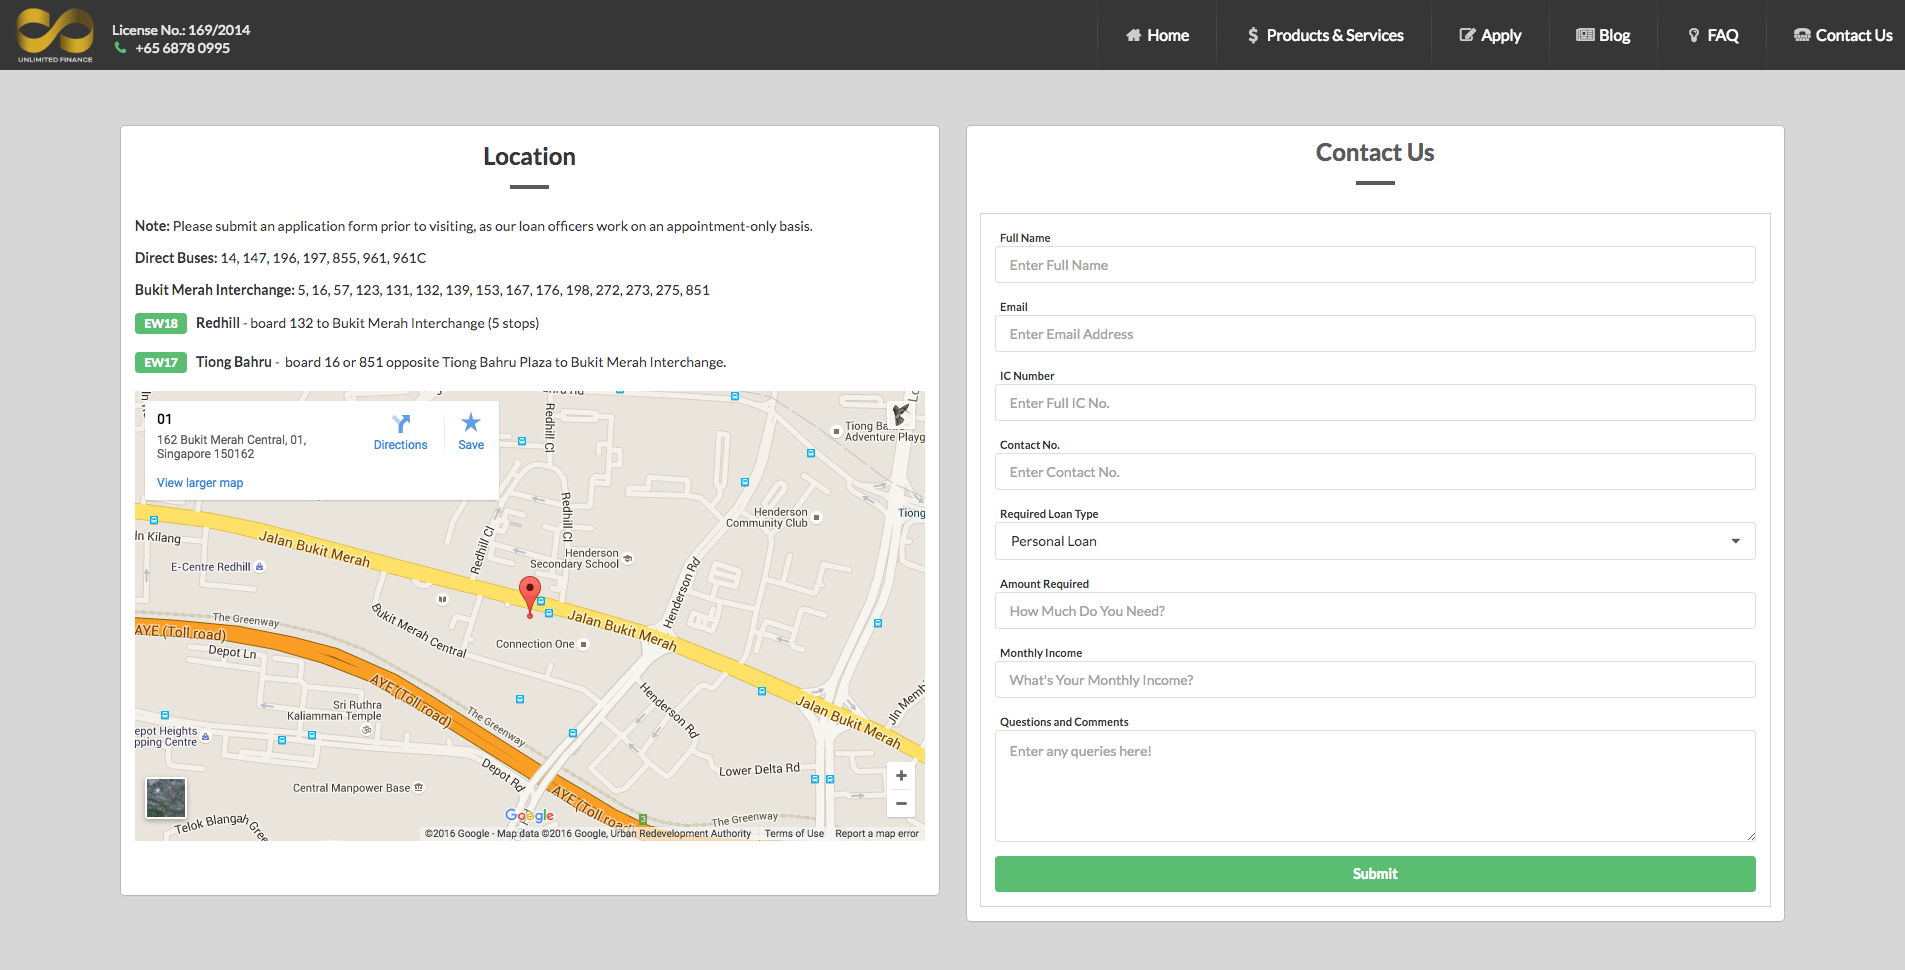 UNLIMITED FINANCE
License No.: 169/2014
+65 6878 0995
Home
Products & Services
Apply
Blog
FAQ
Contact Us
Location
Note: Please submit an application form prior to visiting, as our loan officers work on an appointment-only basis.
Direct Buses: 14, 147, 196, 197, 855, 961, 961C
Bukit Merah Interchange: 5, 16, 57, 123, 131, 132, 139, 153, 167, 176, 198, 272, 273, 275, 851
EW18 Redhill - board 132 to Bukit Merah Interchange (5 stops)
EW17 Tiong Bahru - board 16 or 851 opposite Tiong Bahru Plaza to Bukit Merah Interchange.
01
162 Bukit Merah Central, 01,
Singapore 150162
View larger map
Directions
Save
Redhill Cl
Tiong Ba
Adventure Playg
Redhill Cl
Redhill Cl
Henderson
Community Club
Tiong
ln Kilang
Jalan Bukit Merah
E-Centre Redhill
Henderson
Secondary School
Henderson Rd
Bukit Merah Central
Jalan Bukit Merah
The Greenway
AYE (Toll road)
Depot Ln
Connection One
AYE (Toll road)
Sri Ruthra
Kaliamman Temple
The Greenway
Henderson Rd
Jalan Bukit Merah
Jln Memb
epot Heights
pping Centre
Depot Rd
Lower Delta Rd
Central Manpower Base
AYE (Toll road
Telok Blangah Gree
The Greenway
3
+
−
Google
©2016 Google - Map data ©2016 Google, Urban Redevelopment Authority
Terms of Use
Report a map error
Contact Us
Full Name
Enter Full Name
Email
Enter Email Address
IC Number
Enter Full IC No.
Contact No.
Enter Contact No.
Required Loan Type
Personal Loan
Amount Required
How Much Do You Need?
Monthly Income
What's Your Monthly Income?
Questions and Comments
Enter any queries here!
Submit